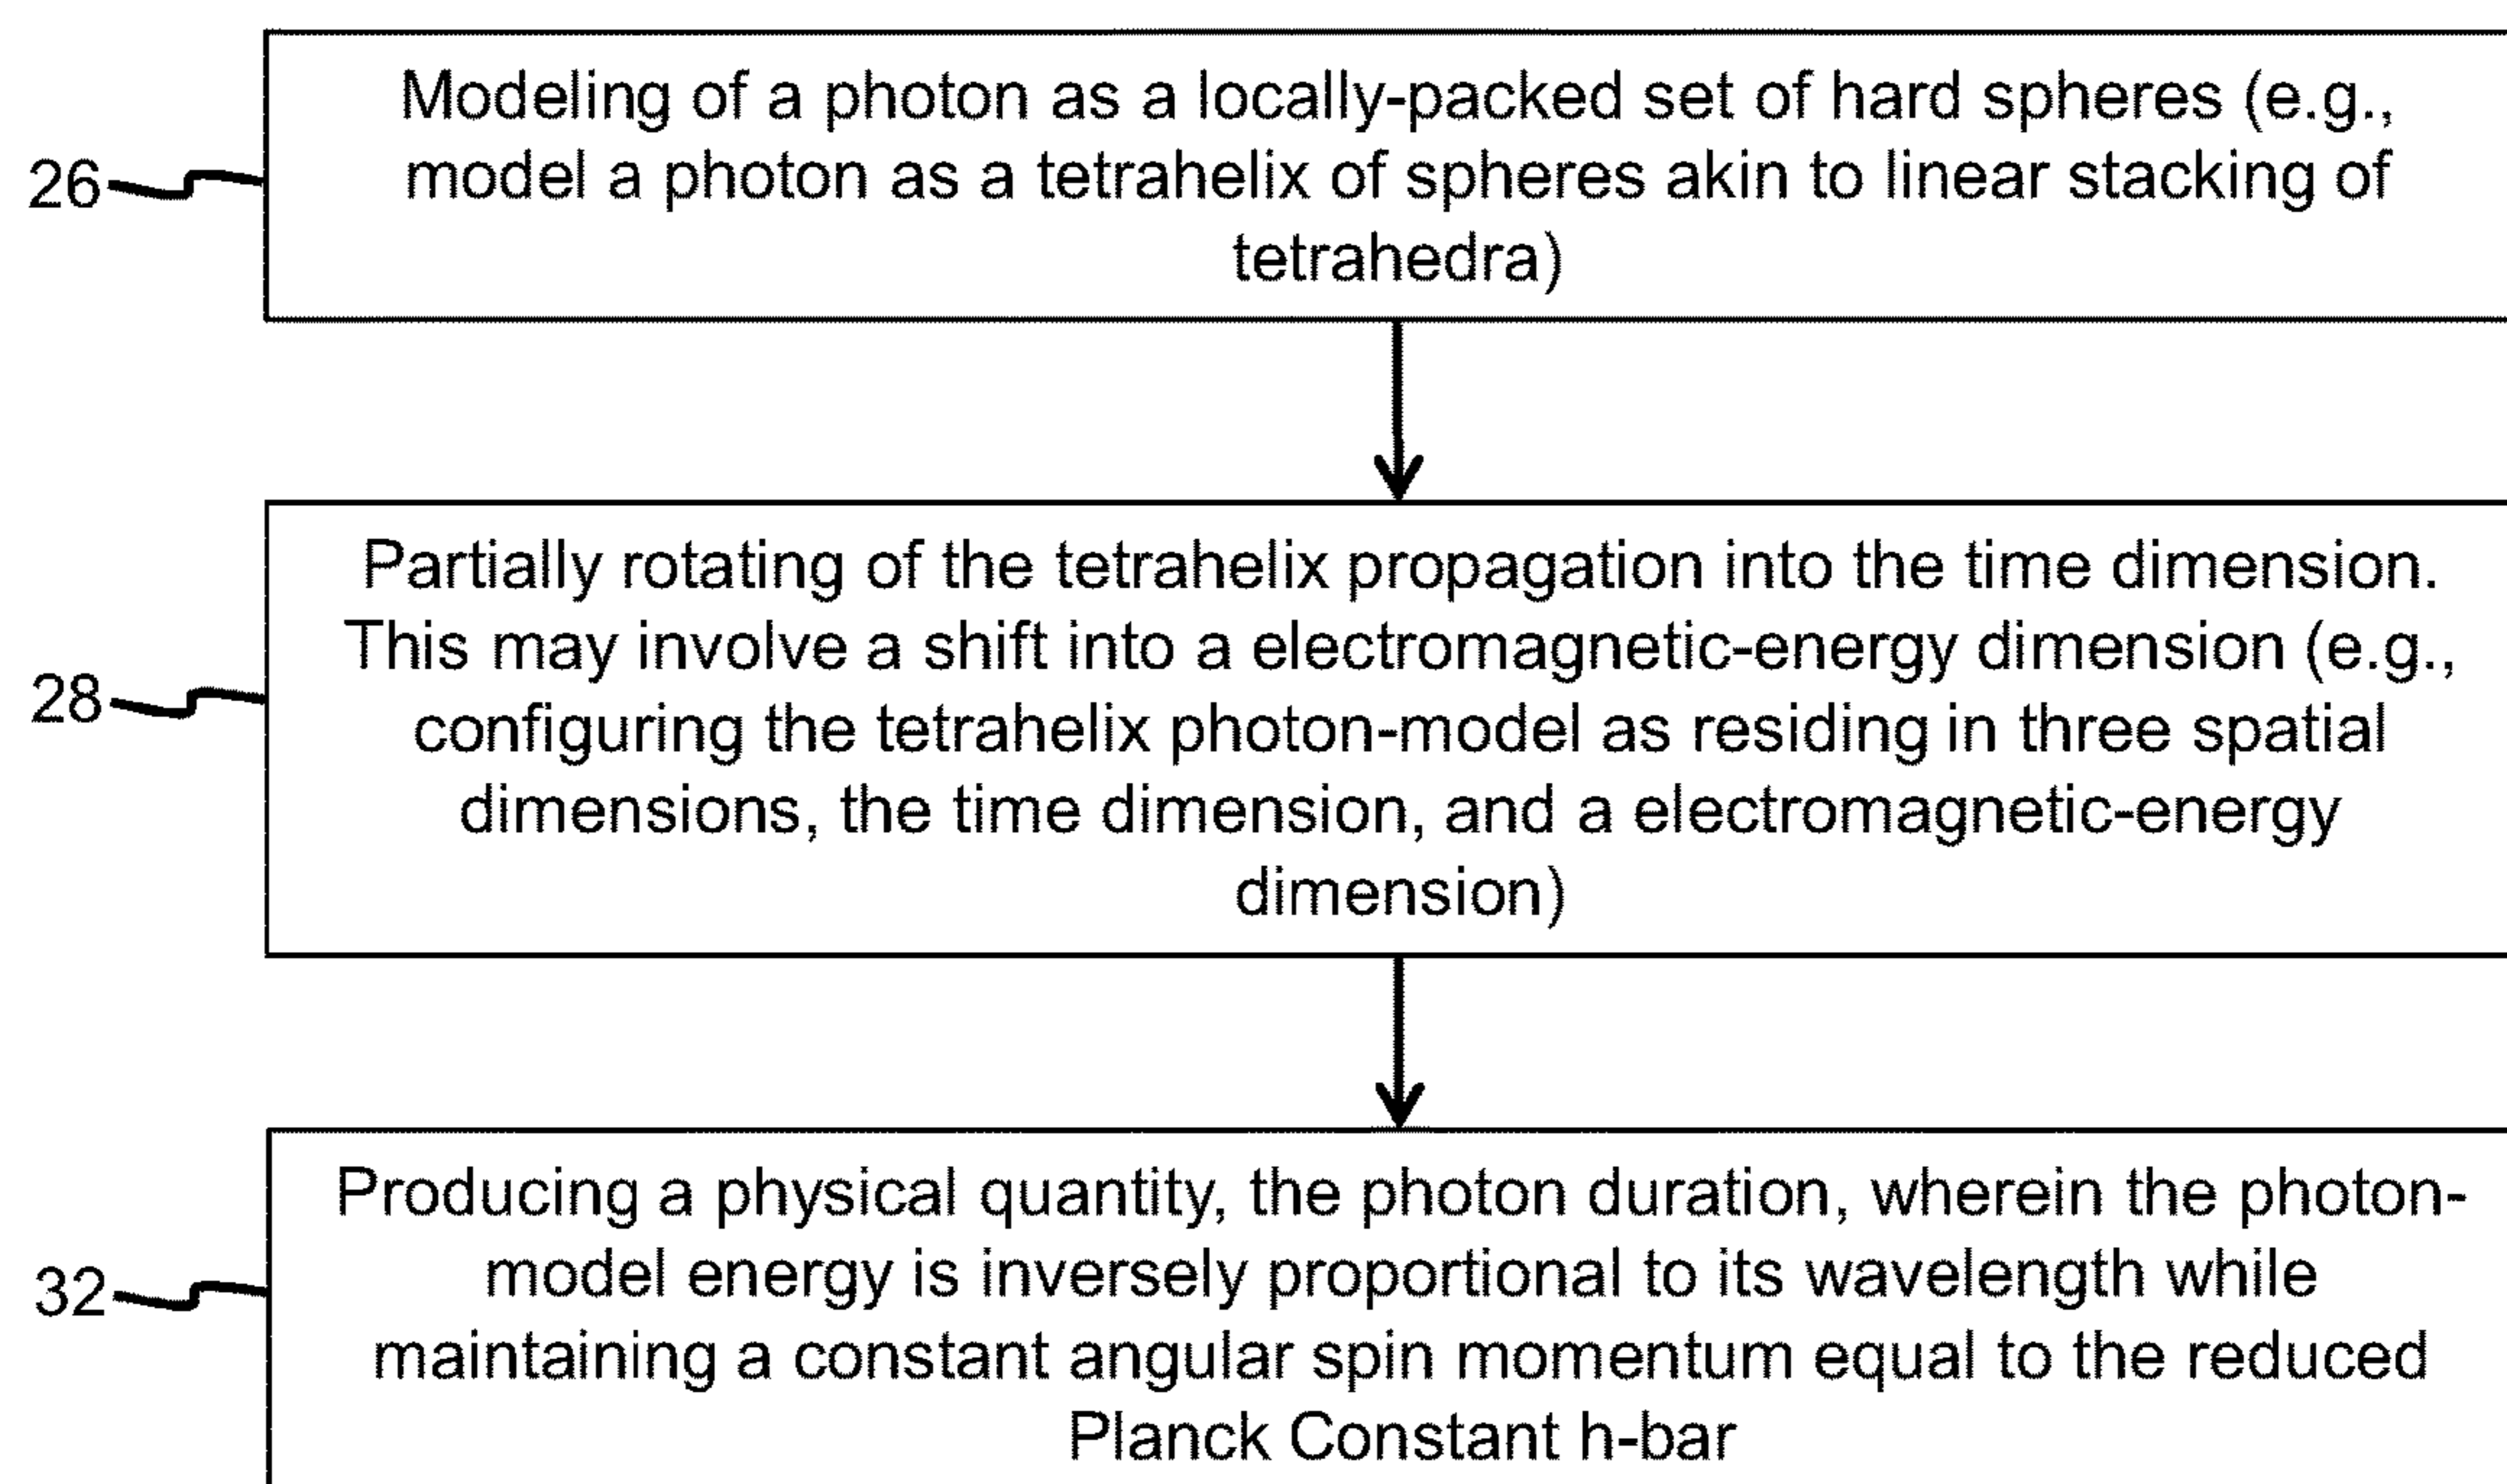 Modeling of a photon as a locally-packed set of hard spheres (e.g.,
model a photon as a tetrahelix of spheres akin to linear stacking of
tetrahedra)
26
Partially rotating of the tetrahelix propagation into the time dimension.
This may involve a shift into a electromagnetic-energy dimension (e.g.,
configuring the tetrahelix photon-model as residing in three spatial
dimensions, the time dimension, and a electromagnetic-energy
dimension)
28
Producing a physical quantity, the photon duration, wherein the photon-
model energy is inversely proportional to its wavelength while
maintaining a constant angular spin momentum equal to the reduced
Planck Constant h-bar
32